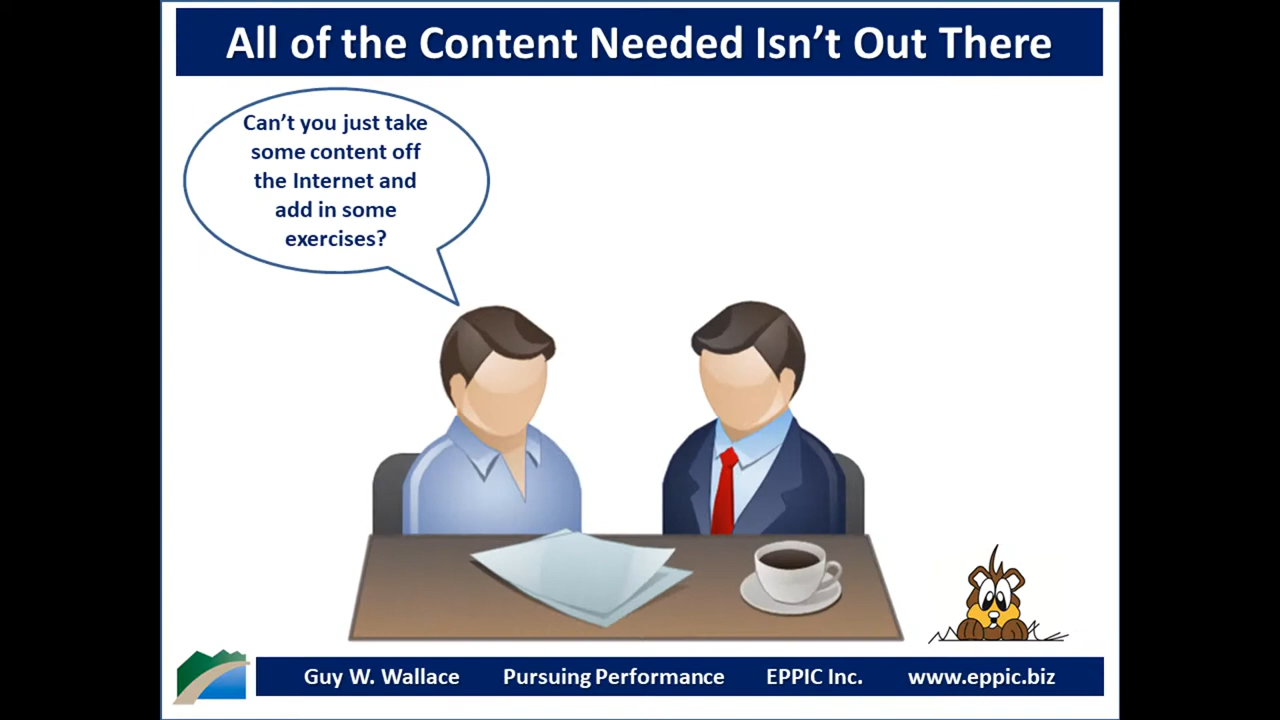 All of the Content Needed Isn't Out There
Can't you just take
some content off
the Internet and
add in some
exercises?
Guy W. Wallace Pursuing Performance EPPIC Inc. www.eppic.biz